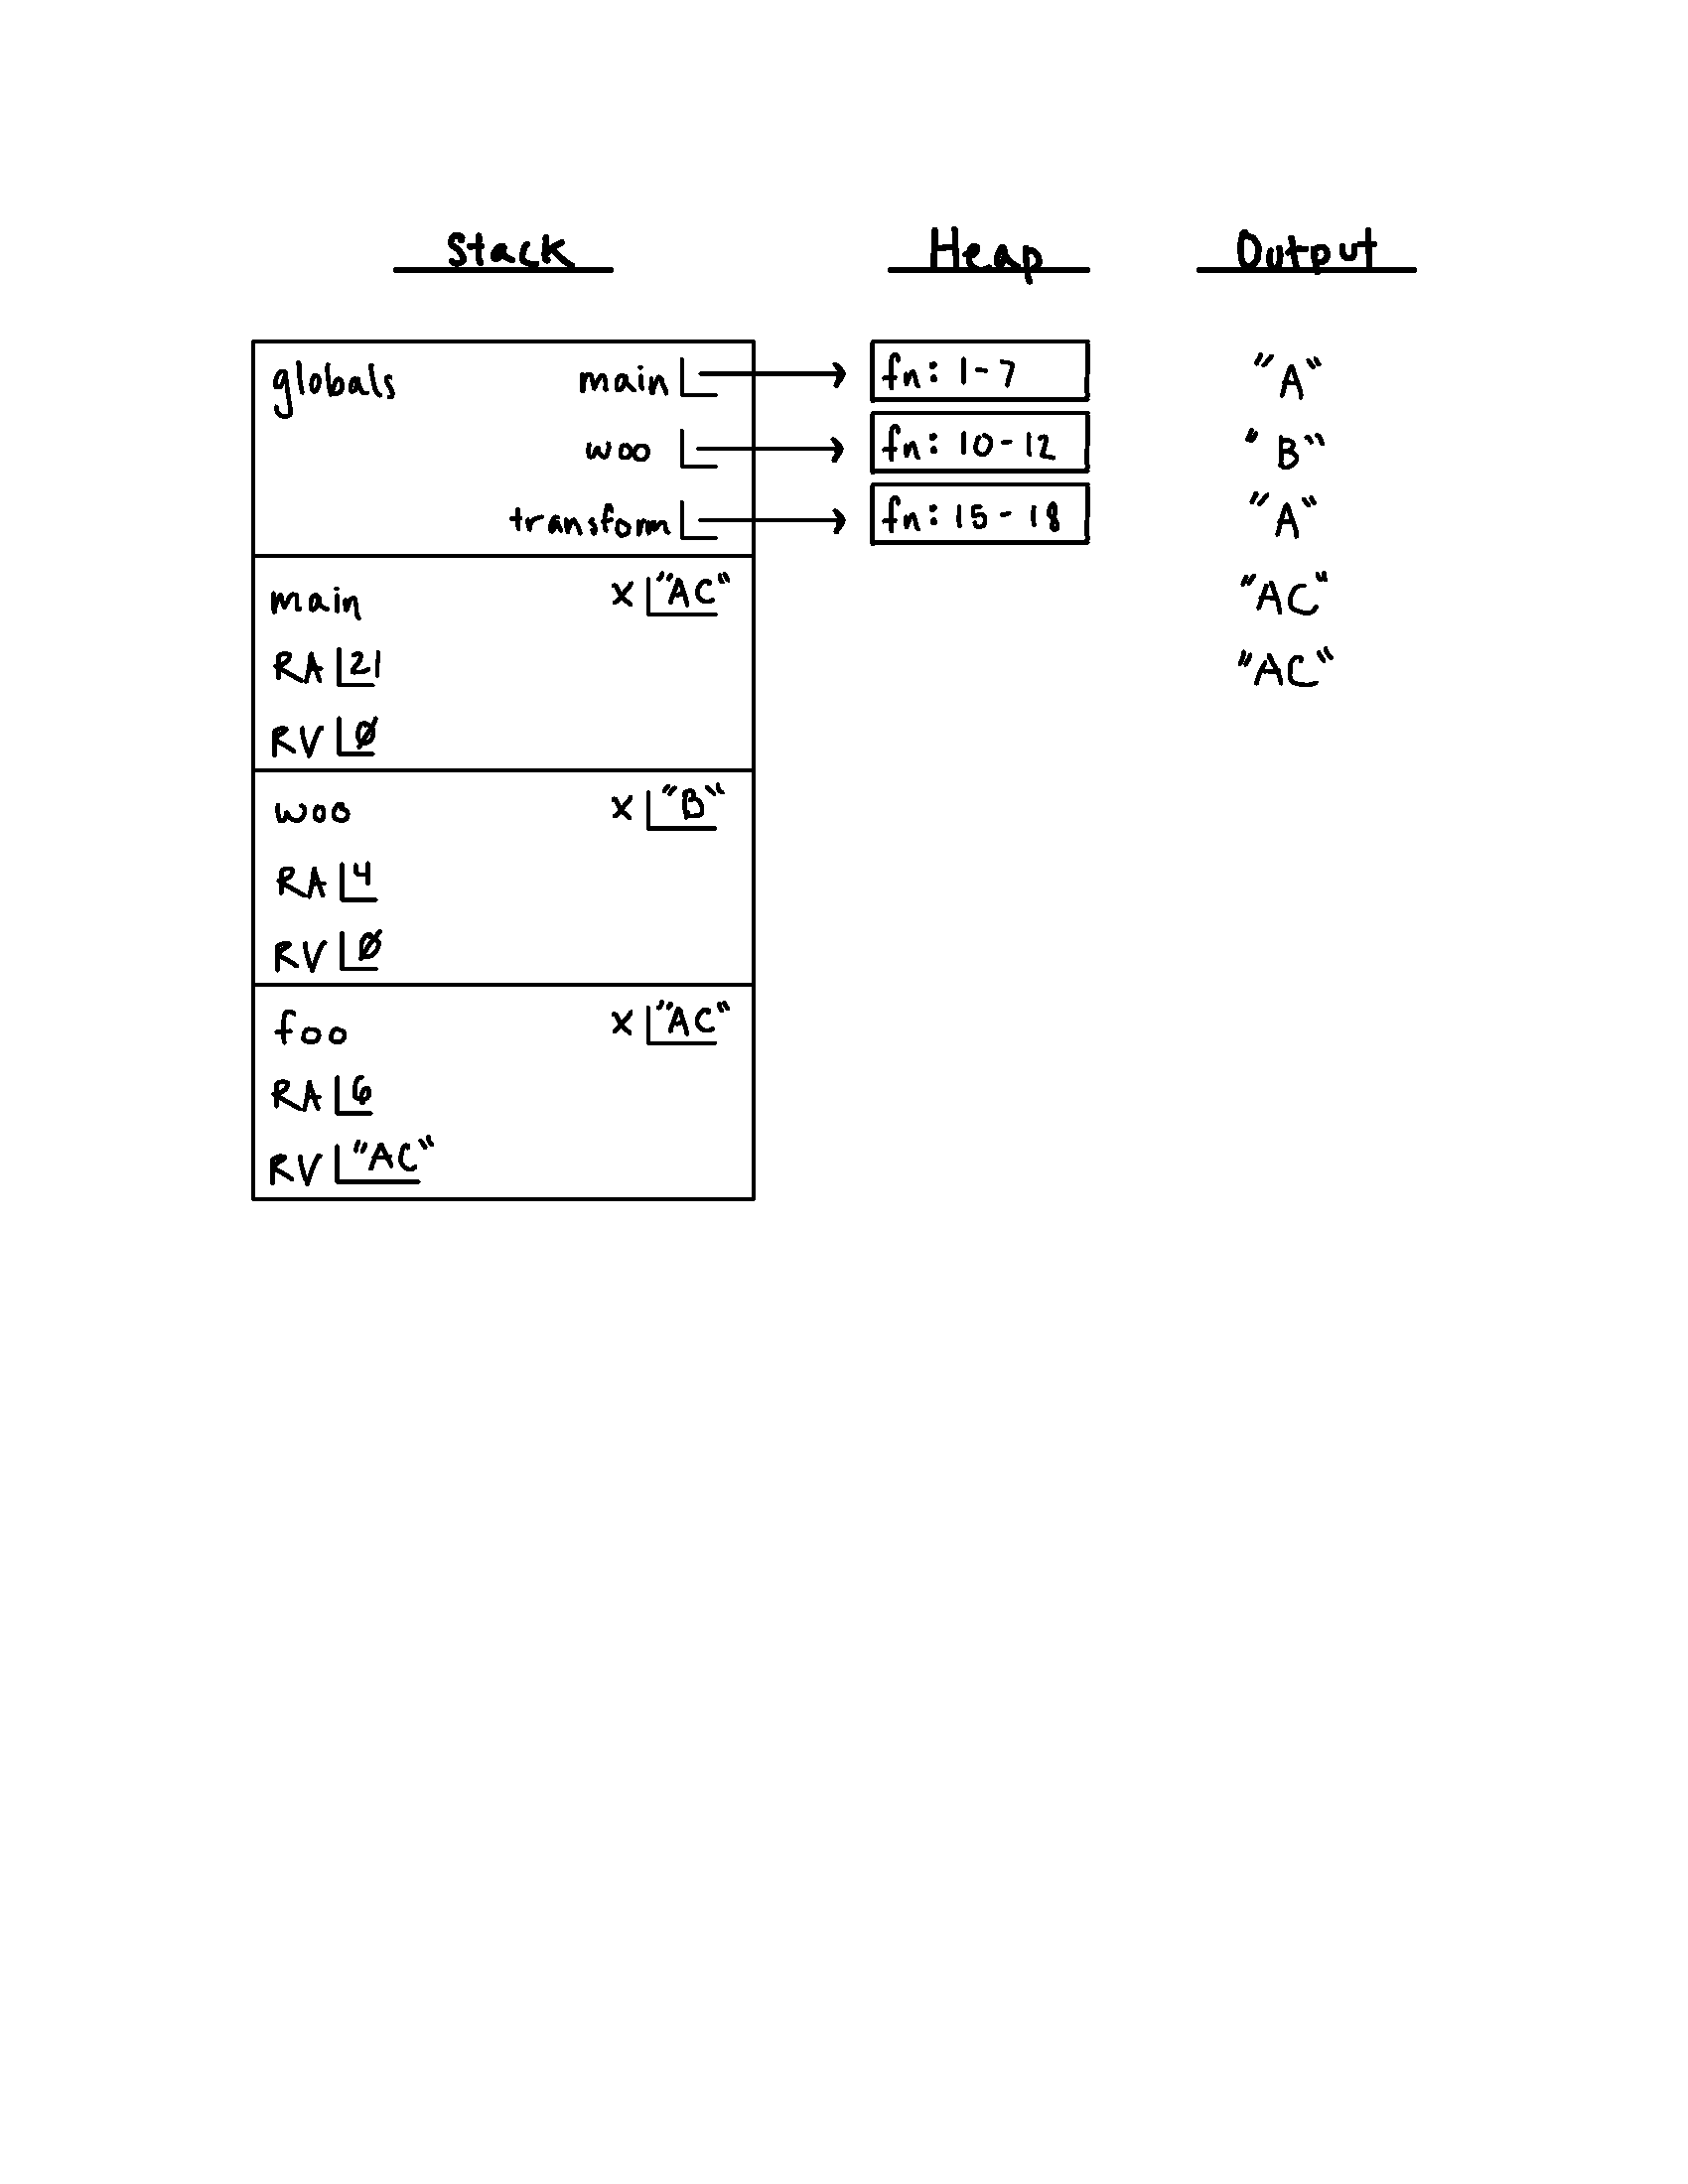 Stack Heap Output
globals main fn: 1-7 "A"
woo fn: 10-12 "B"
transform fn: 15-18 "A"
main x "AC" "AC"
RA 21 "AC"
RV Ø
woo x "B"
RA 4
RV Ø
foo x "AC"
RA 6
RV "AC"